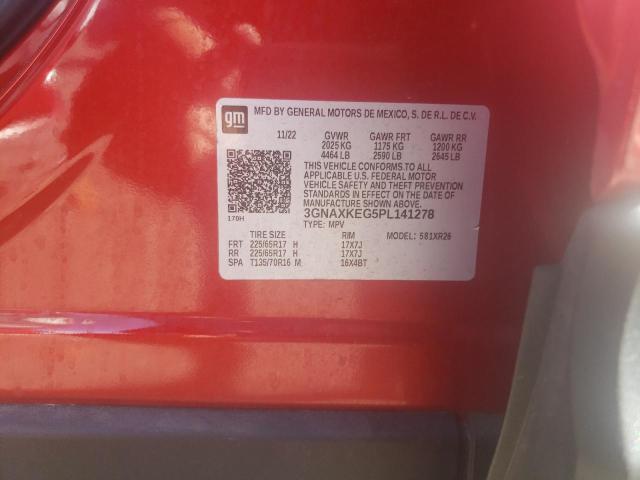 gm
MFD BY GENERAL MOTORS DE MEXICO, S. DE R.L. DE C.V.
11/22 GVWR GAWR FRT GAWR RR
2025 KG 1175 KG 1200 KG
4464 LB 2590 LB 2645 LB
THIS VEHICLE CONFORMS TO ALL
APPLICABLE U.S. FEDERAL MOTOR
VEHICLE SAFETY AND THEFT PREVENTION
STANDARDS IN EFFECT ON THE DATE OF
MANUFACTURE SHOWN ABOVE.
170H 3GNAXKEG5PL141278
TYPE: MPV MODEL: 581XR26
TIRE SIZE RIM
FRT 225/65R17 H 17X7J
RR 225/65R17 H 17X7J
SPA T135/70R16 M 16X4BT